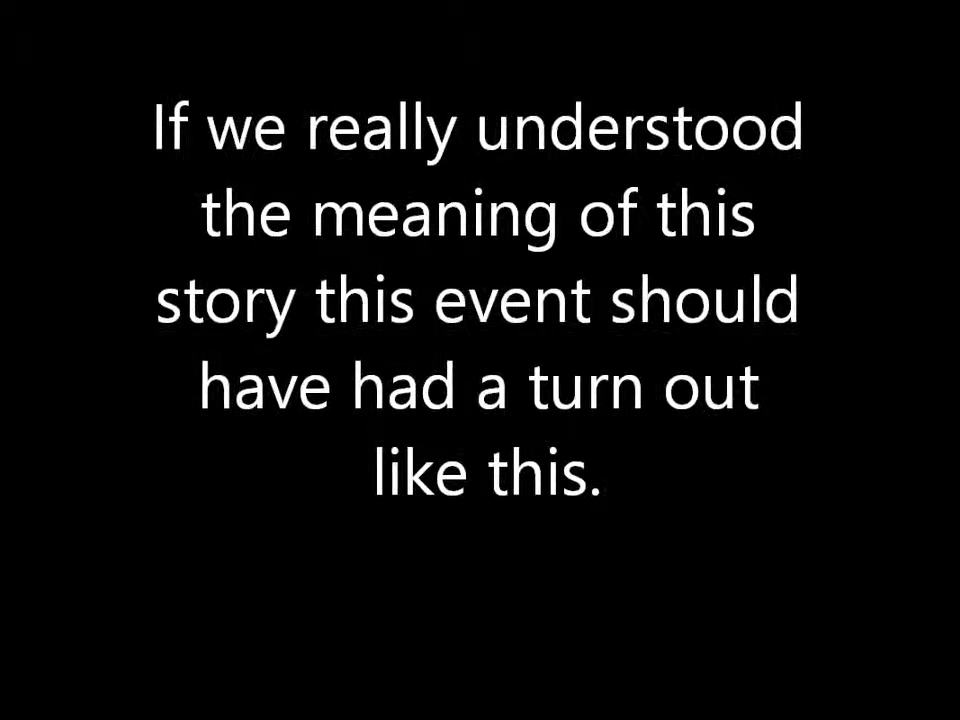 If we really understood
the meaning of this
story this event should
have had a turn out
like this.